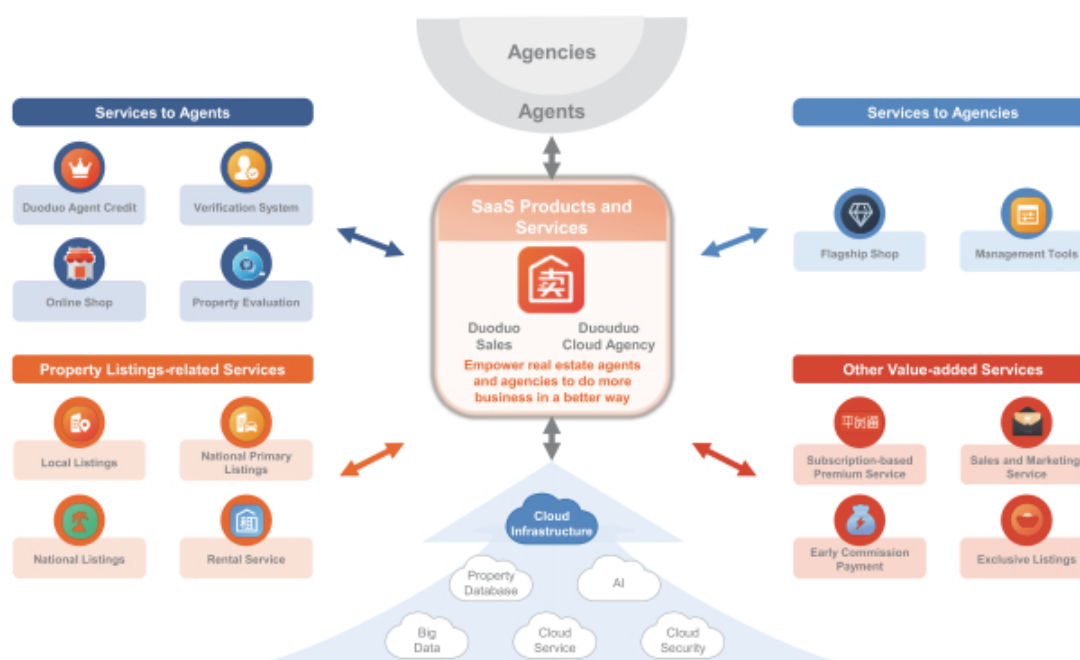 Agencies
Agents
Services to Agents
Duoduo Agent Credit
Verification System
Online Shop
Property Evaluation
Property Listings-related Services
Local Listings
National Primary
Listings
National Listings
Rental Service
SaaS Products and
Services
卖
Duoduo
Sales
Duouduo
Cloud Agency
Empower real estate agents
and agencies to do more
business in a better way
Services to Agencies
Flagship Shop
Management Tools
Other Value-added Services
Subscription-based
Premium Service
Sales and Marketing
Service
Early Commission
Payment
Exclusive Listings
租
Cloud
Infrastructure
Property
Database
AI
Big
Data
Cloud
Service
Cloud
Security